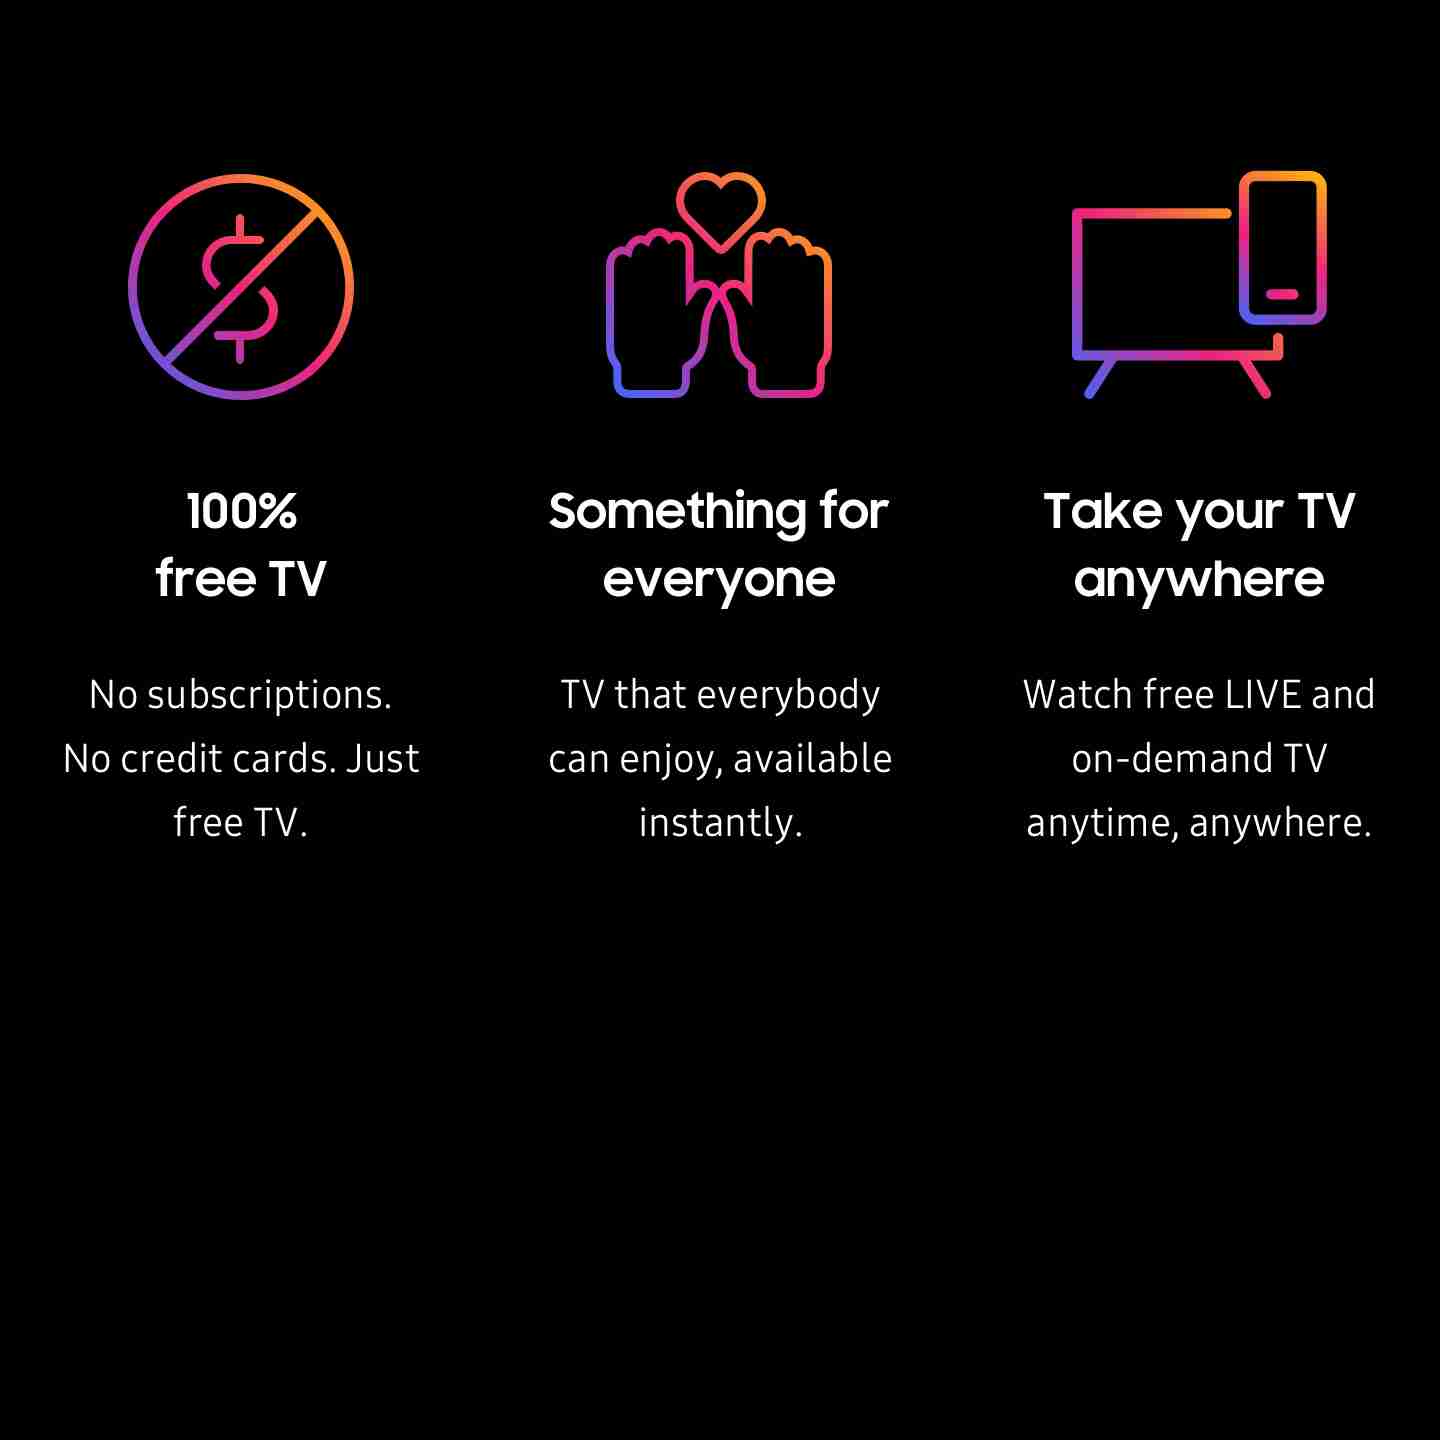 100%
free TV
No subscriptions.
No credit cards. Just
free TV.
Something for
everyone
TV that everybody
can enjoy, available
instantly.
Take your TV
anywhere
Watch free LIVE and
on-demand TV
anytime, anywhere.